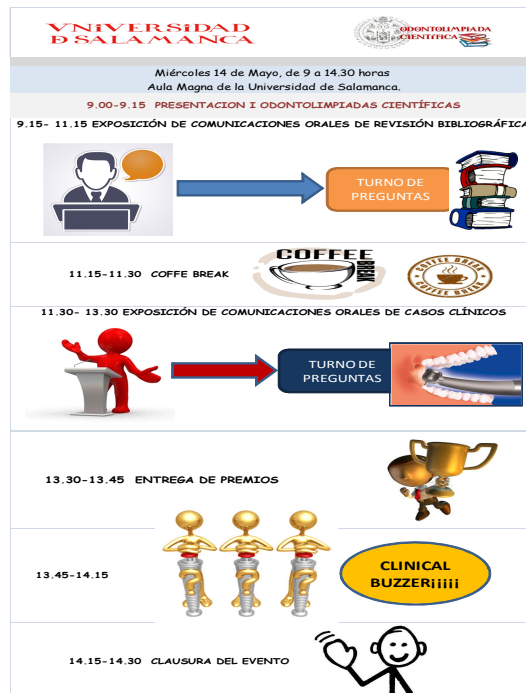 VNiVERSiDAD
D SALAMANCA
ODONTOLIMPIADA
CIENTÍFICA
Miércoles 14 de Mayo, de 9 a 14.30 horas
Aula Magna de la Universidad de Salamanca.
9.00-9.15 PRESENTACION I ODONTOLIMPIADAS CIENTÍFICAS
9.15- 11.15 EXPOSICIÓN DE COMUNICACIONES ORALES DE REVISIÓN BIBLIOGRÁFICA
TURNO DE
PREGUNTAS
11.15-11.30 COFFE BREAK
COFFEE
BREAK
COFFEE BREAK
COFFEE BREAK
11.30- 13.30 EXPOSICIÓN DE COMUNICACIONES ORALES DE CASOS CLÍNICOS
TURNO DE
PREGUNTAS
13.30-13.45 ENTREGA DE PREMIOS
13.45-14.15
CLINICAL
BUZZER¡¡¡¡¡
14.15-14.30 CLAUSURA DEL EVENTO